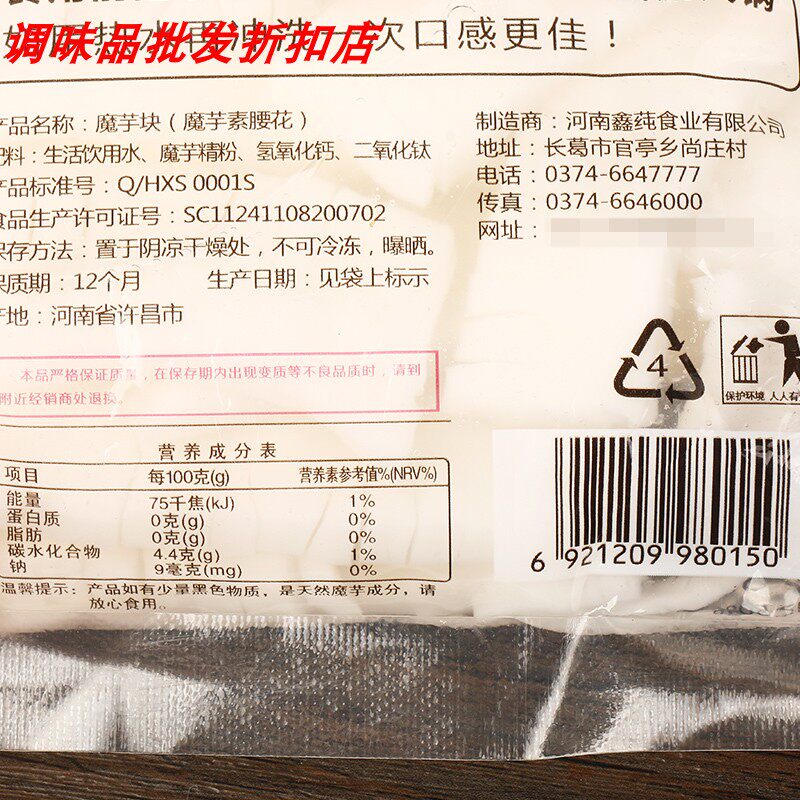 调味品批发折扣店
一次口感更佳！
产品名称：魔芋块（魔芋素腰花）
配料：生活饮用水、魔芋精粉、氢氧化钙、二氧化钛
产品标准号：Q/HXS 0001S
食品生产许可证号：SC11241108200702
保存方法：置于阴凉干燥处，不可冷冻，曝晒。
保质期：12个月 生产日期：见袋上标示
产地：河南省许昌市
制造商：河南鑫莼食业有限公司
地址：长葛市官亭乡尚庄村
电话：0374-6647777
传真：0374-6646000
网址：
本品严格保证质量，在保存期内出现变质等不良品质时，请到
附近经销商处退换。
4
保护环境 人人有
营养成分表
项目 每100克(g) 营养素参考值%(NRV%)
能量 75千焦(kJ) 1%
蛋白质 0克(g) 0%
脂肪 0克(g) 0%
碳水化合物 4.4克(g) 1%
钠 9毫克(mg) 0%
温馨提示：产品如有少量黑色物质，是天然魔芋成分，请
放心食用。
6 921209 980150